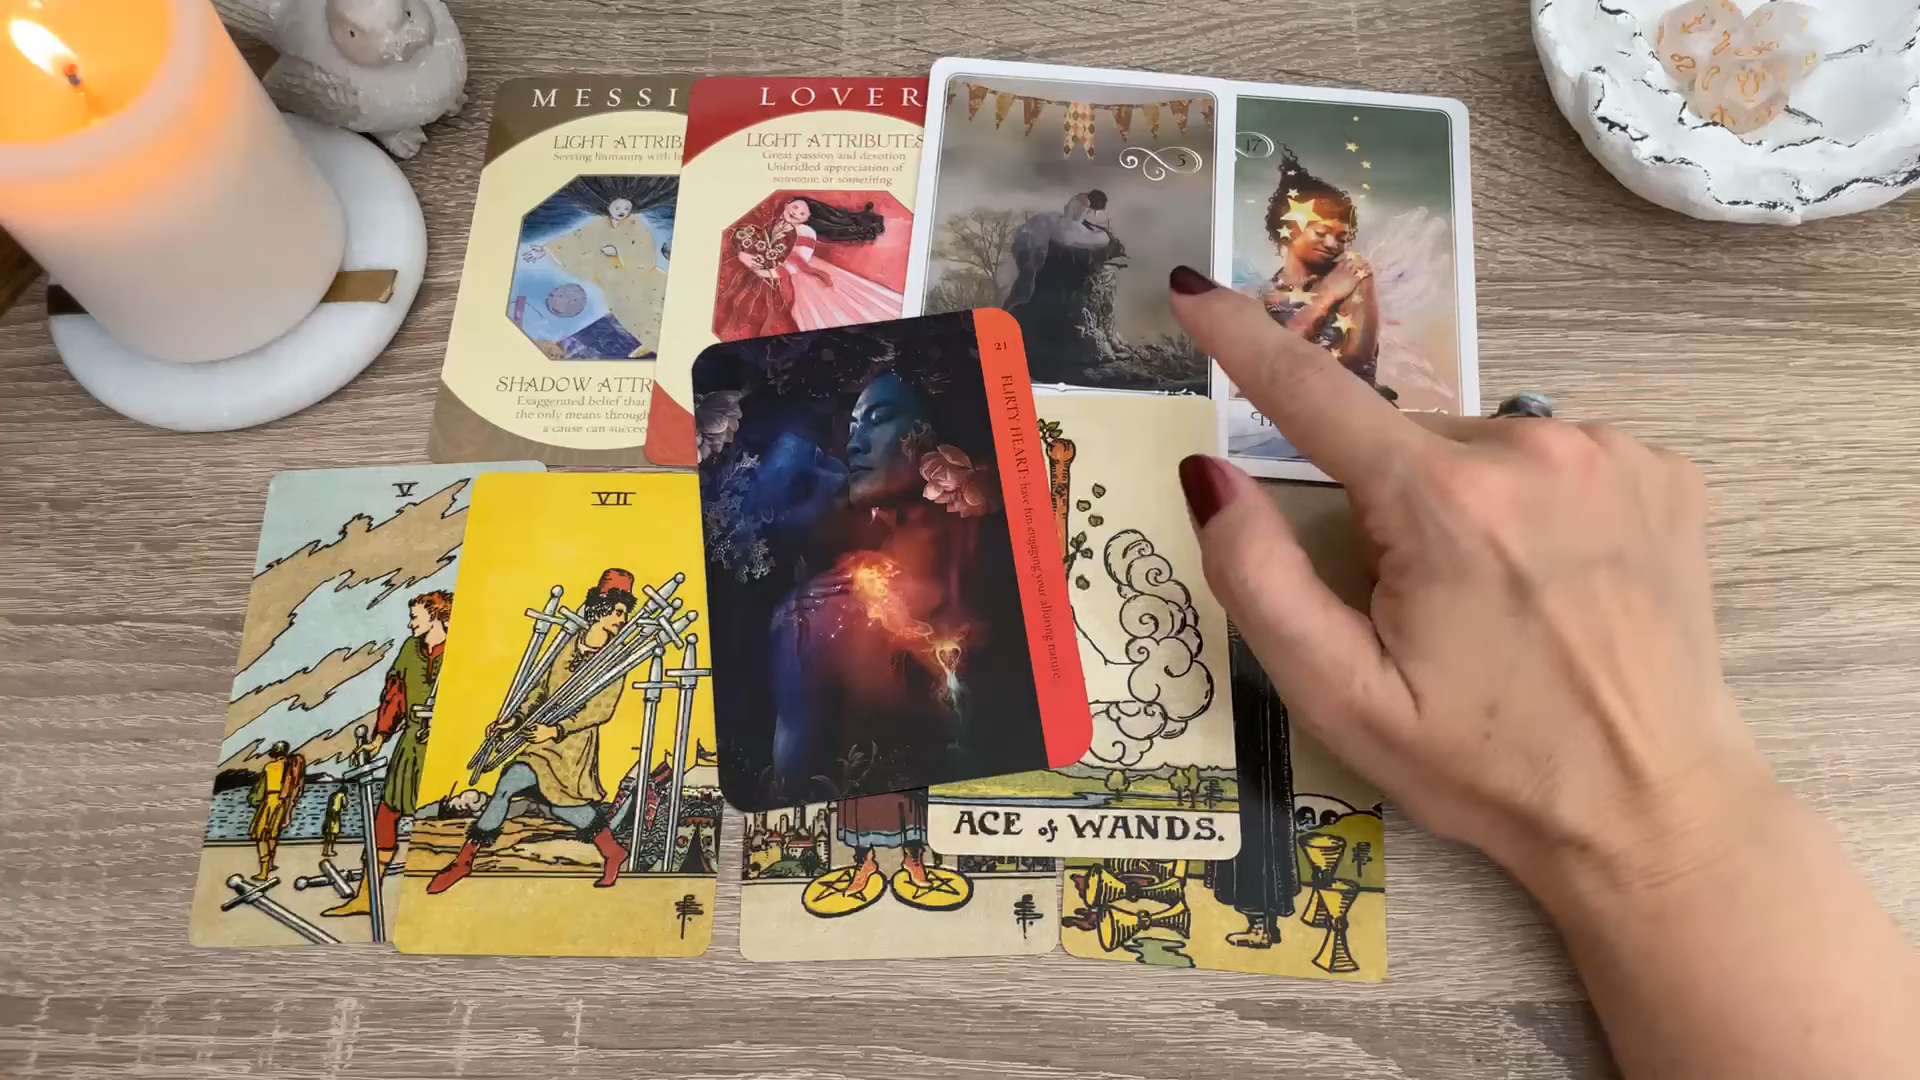 MESSI
LIGHT ATTRIB
Serving humanity with h
SHADOW ATTR
Exaggerated belief that
the only means through
a cause can succe
LOVER
LIGHT ATTRIBUTES
Great passion and devotion
Unbridled appreciation of
someone or something
5
17
21
FLIRTY HEART: have fun engaging your alluring nature
V
VII
ACE of WANDS.